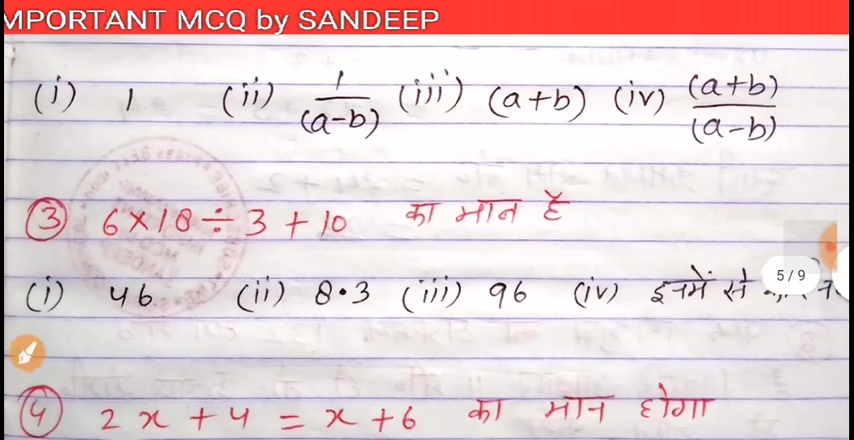 MPORTANT MCQ by SANDEEP
(i) 1 (ii) 1/(a-b) (iii) (a+b) (iv) (a+b)/(a-b)
③ 6×18÷3+10 का मान है
(i) 46 (ii) 8.3 (iii) 96 (iv) इनमें से
5/9
④ 2x+4=x+6 का मान होगा